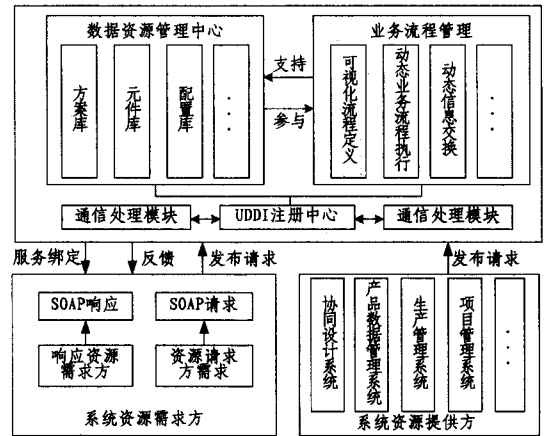 数据资源管理中心
业务流程管理
方案库
元件库
配置库
...
支持
参与
可视化流程定义
动态业务流程执行
动态信息交换
...
通信处理模块
UDDI注册中心
通信处理模块
服务绑定
反馈
发布请求
发布请求
SOAP响应
SOAP请求
响应资源
需求方
资源请求
方需求
系统资源需求方
协同设计系统
产品数据管理系统
生产管理系统
项目管理系统
...
系统资源提供方